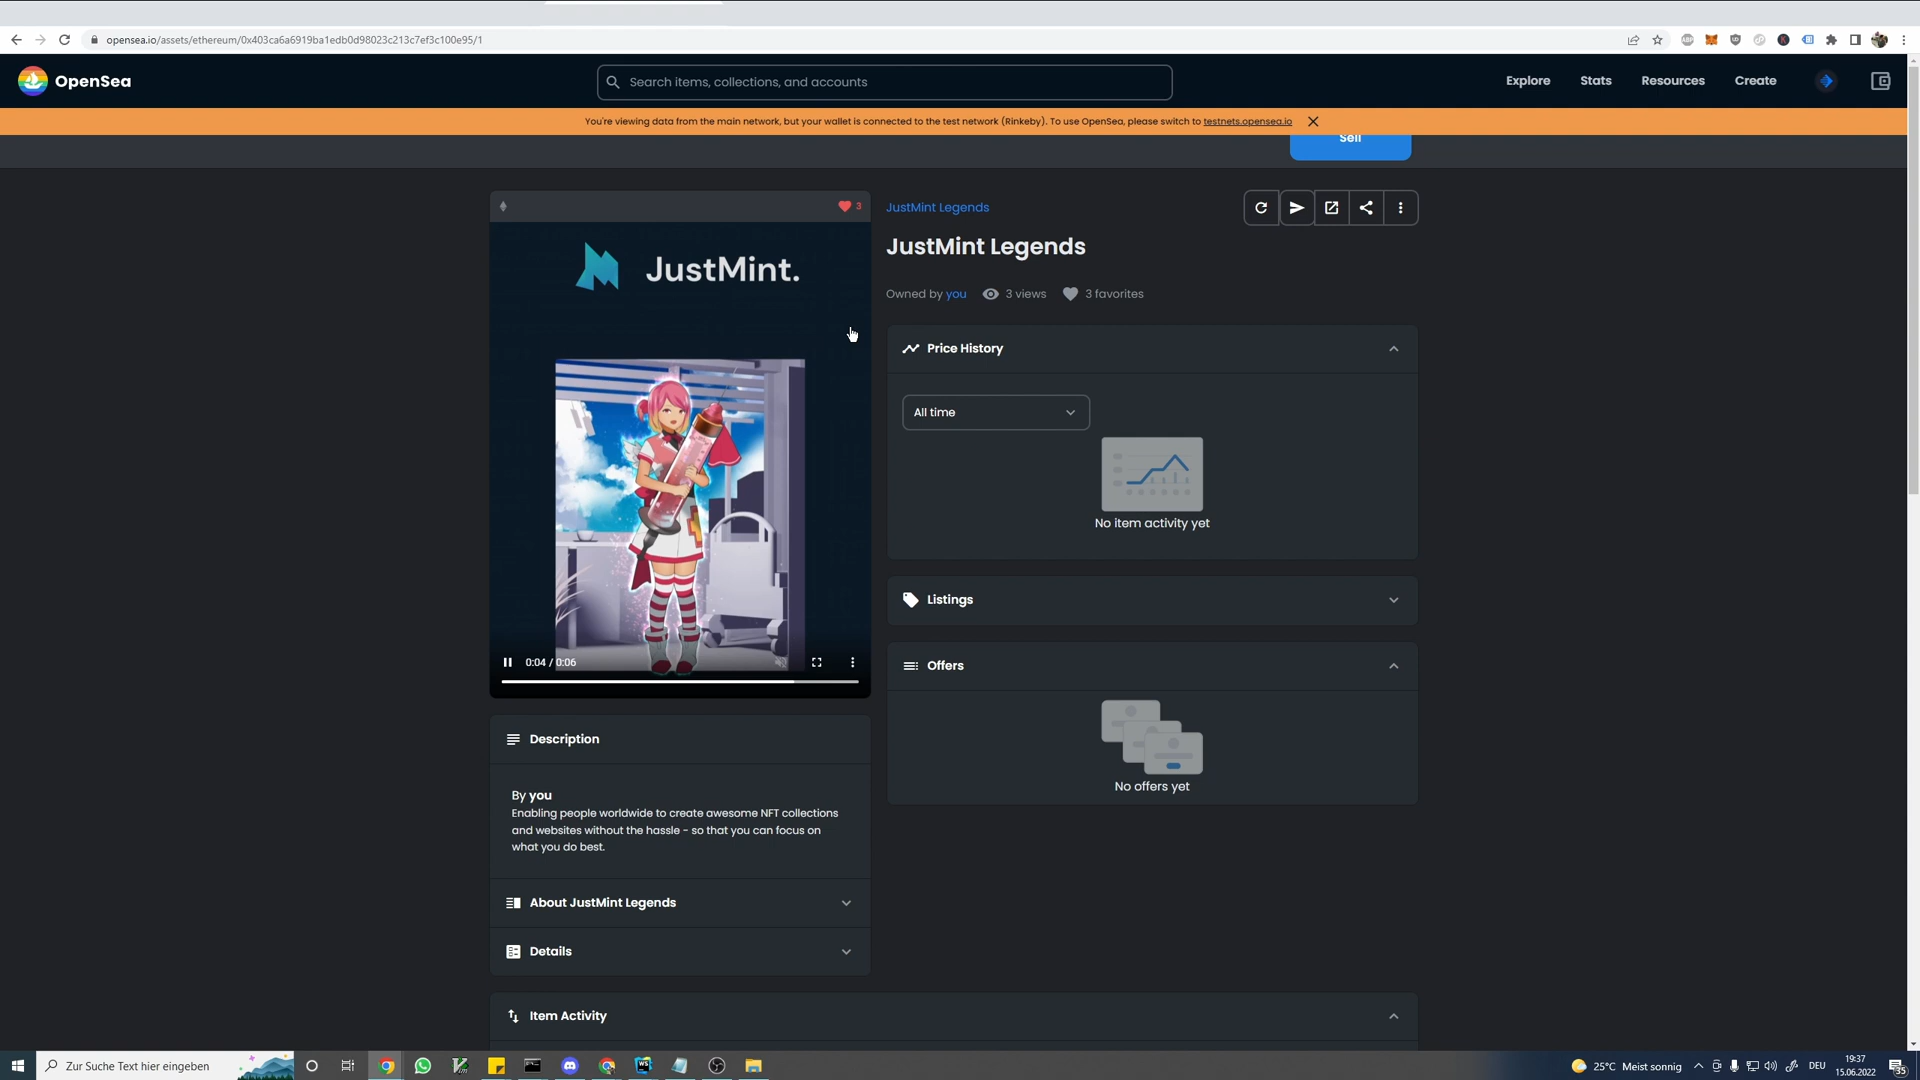 opensea.io/assets/ethereum/0x403ca6a6919ba1edb0d98023c213c7ef3c100e95/1
OpenSea
Search items, collections, and accounts
Explore
Stats
Resources
Create
You're viewing data from the main network, but your wallet is connected to the test network (Rinkeby). To use OpenSea, please switch to testnets.opensea.io
Sell
3
JustMint.
0:04 / 0:06
JustMint Legends
JustMint Legends
Owned by you
3 views
3 favorites
Price History
All time
No item activity yet
Listings
Offers
No offers yet
Description
By you
Enabling people worldwide to create awesome NFT collections
and websites without the hassle - so that you can focus on
what you do best.
About JustMint Legends
Details
Item Activity
Zur Suche Text hier eingeben
25°C Meist sonnig
DEU
19:37
15.06.2022
35